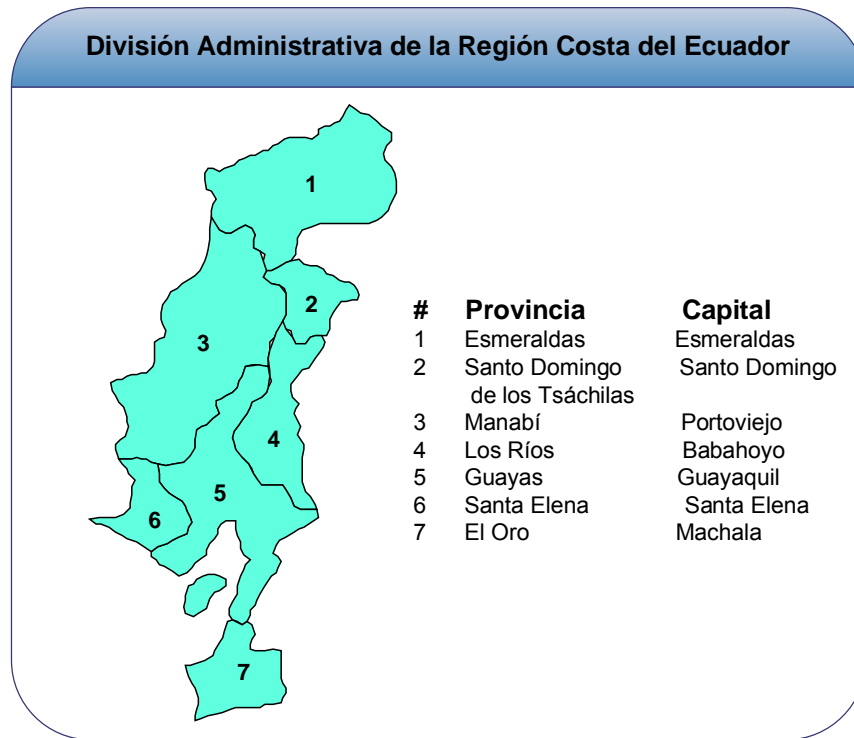 División Administrativa de la Región Costa del Ecuador
1
2
3
4
5
6
7
# Provincia Capital
1 Esmeraldas Esmeraldas
2 Santo Domingo Santo Domingo
de los Tsáchilas
3 Manabí Portoviejo
4 Los Ríos Babahoyo
5 Guayas Guayaquil
6 Santa Elena Santa Elena
7 El Oro Machala